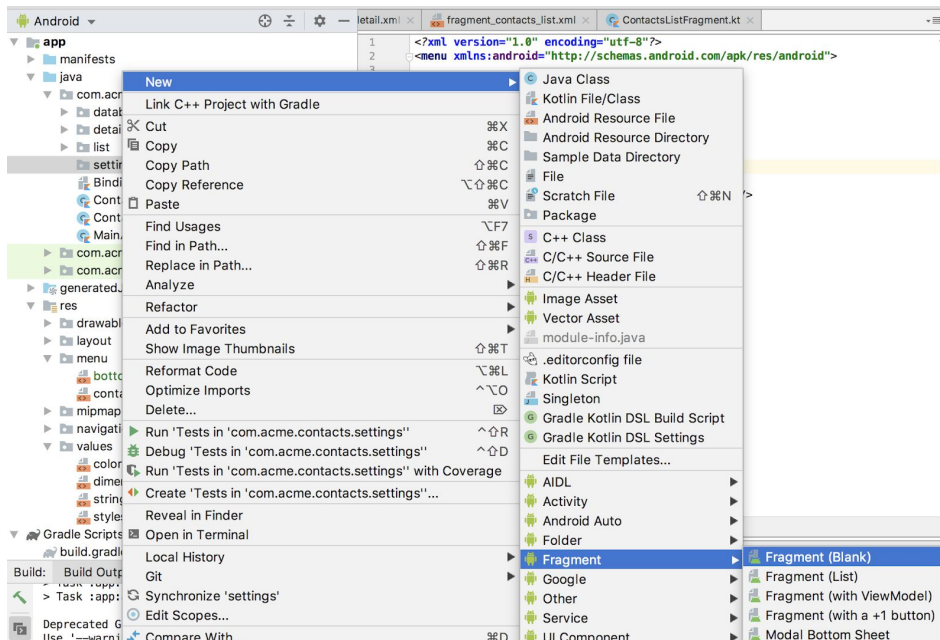 Android
etail.xml
fragment_contacts_list.xml
ContactsListFragment.kt
app
manifests
java
com.acm
datab
detai
list
settin
Bindi
Cont
Cont
Main
com.acm
com.acm
generatedJ
res
drawabl
layout
menu
botto
conta
mipmap
navigati
values
color
dimen
string
styles
Gradle Scripts
build.gradle
1 <?xml version="1.0" encoding="utf-8"?>
2 <menu xmlns:android="http://schemas.android.com/apk/res/android">
3
/>
New
Link C++ Project with Gradle
Cut ⌘X
Copy ⌘C
Copy Path ⇧⌘C
Copy Reference ⌥⇧⌘C
Paste ⌘V
Find Usages ⌥F7
Find in Path... ⇧⌘F
Replace in Path... ⇧⌘R
Analyze
Refactor
Add to Favorites
Show Image Thumbnails ⇧⌘T
Reformat Code ⌥⌘L
Optimize Imports ^⌥O
Delete... ⌦
Run 'Tests in 'com.acme.contacts.settings'' ^⇧R
Debug 'Tests in 'com.acme.contacts.settings'' ^⇧D
Run 'Tests in 'com.acme.contacts.settings'' with Coverage
Create 'Tests in 'com.acme.contacts.settings''...
Reveal in Finder
Open in Terminal
Local History
Git
Synchronize 'settings'
Edit Scopes...
Compare With... ⌘D
Java Class
Kotlin File/Class
Android Resource File
Android Resource Directory
Sample Data Directory
File
Scratch File ⇧⌘N
Package
C++ Class
C/C++ Source File
C/C++ Header File
Image Asset
Vector Asset
module-info.java
.editorconfig file
Kotlin Script
Singleton
Gradle Kotlin DSL Build Script
Gradle Kotlin DSL Settings
Edit File Templates...
AIDL
Activity
Android Auto
Folder
Fragment
Google
Other
Service
UI Component
Fragment (Blank)
Fragment (List)
Fragment (with ViewModel)
Fragment (with a +1 button)
Modal Bottom Sheet
Build:
Build Outp
> Task :app:
> Task :app:
Deprecated G
Use '--warni